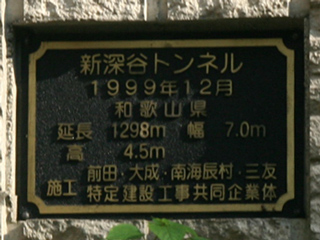 新深谷トンネル
1999年12月
和歌山県
延長 1298m 幅 7.0m
高 4.5m
施工 前田・大成・南海辰村・三友
特定建設工事共同企業体